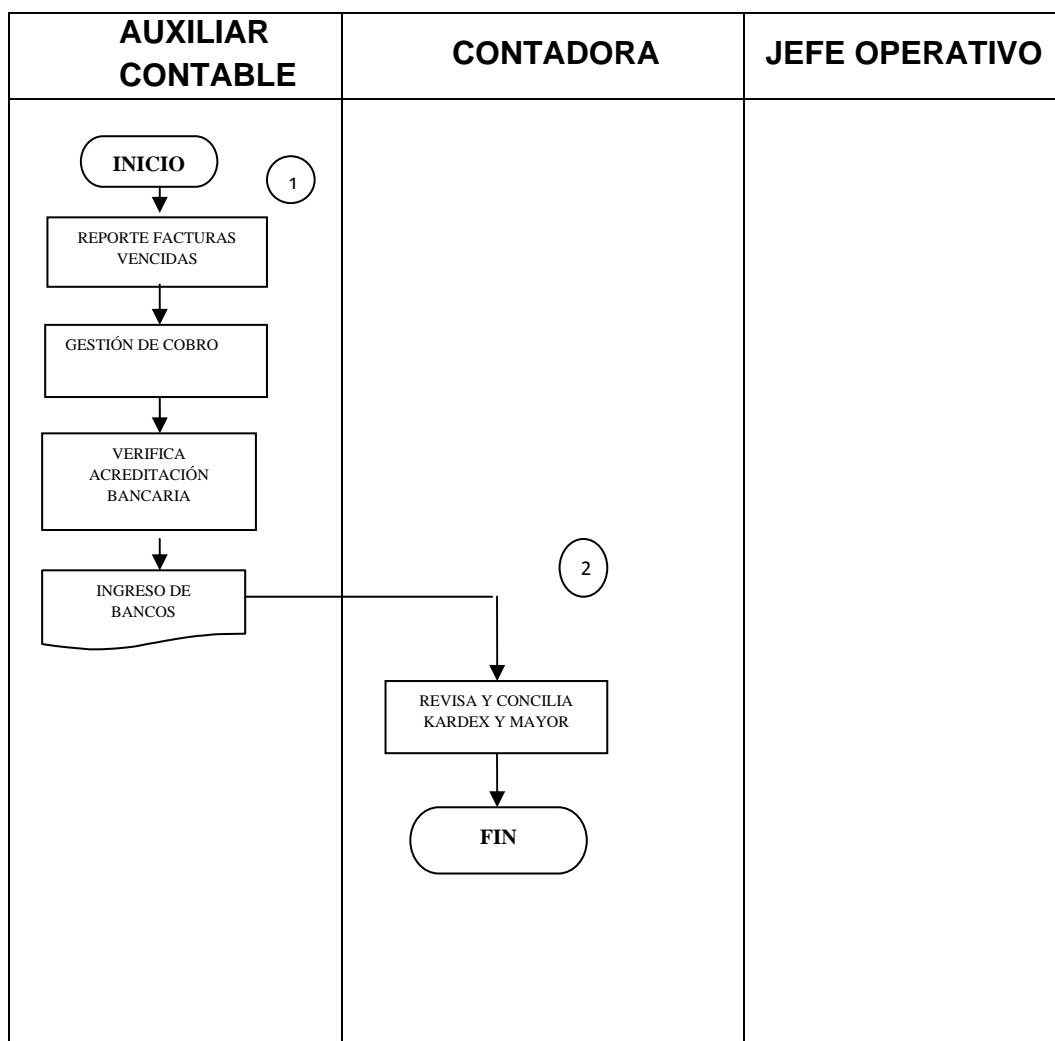 AUXILIAR
CONTABLE
CONTADORA
JEFE OPERATIVO
INICIO
1
REPORTE FACTURAS
VENCIDAS
GESTIÓN DE COBRO
VERIFICA
ACREDITACIÓN
BANCARIA
INGRESO DE
BANCOS
2
REVISA Y CONCILIA
KARDEX Y MAYOR
FIN